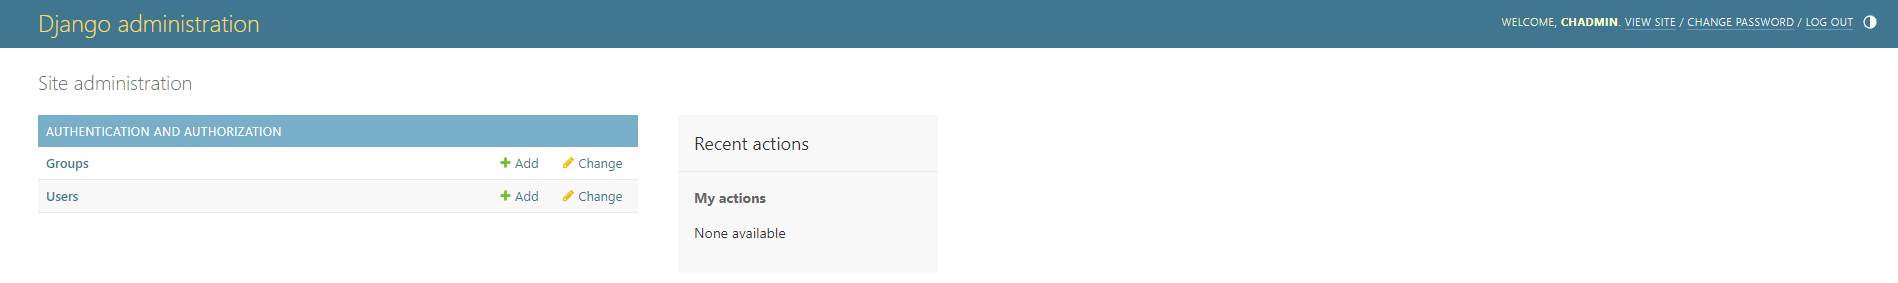 Django administration
WELCOME, CHADMIN. VIEW SITE / CHANGE PASSWORD / LOG OUT
Site administration
AUTHENTICATION AND AUTHORIZATION
Groups Add Change
Users Add Change
Recent actions
My actions
None available